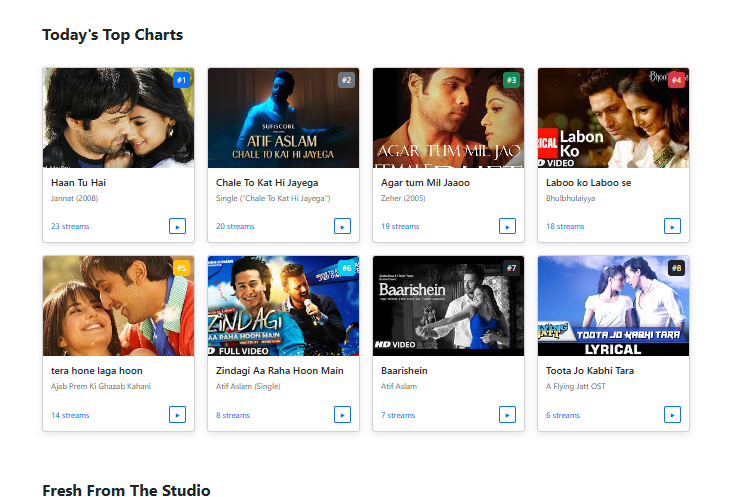 Today's Top Charts
#1
Haan Tu Hai
Jannat (2008)
23 streams
#2
SUFISCORE
ATIF ASLAM
CHALE TO KAT HI JAYEGA
Chale To Kat Hi Jayega
Single ("Chale To Kat Hi Jayega")
20 streams
#3
AGAR TUM MIL JAO
Agar tum Mil Jaaoo
Zeher (2005)
19 streams
#4
Labon
Ko
RICAL
D VIDEO
Laboo ko Laboo se
Bhulbhulaiyya
18 streams
#5
tera hone laga hoon
Ajab Prem Ki Ghazab Kahani
14 streams
#6
ZINDAGI
AA RAHA HOON MAIN
HD FULL VIDEO
Zindagi Aa Raha Hoon Main
Atif Aslam (Single)
8 streams
#7
Baarishein
HD VIDEO
Baarishein
Atif Aslam
7 streams
#8
TOOTA JO KABHI TARA
LYRICAL
Toota Jo Kabhi Tara
A Flying Jatt OST
6 streams
Fresh From The Studio